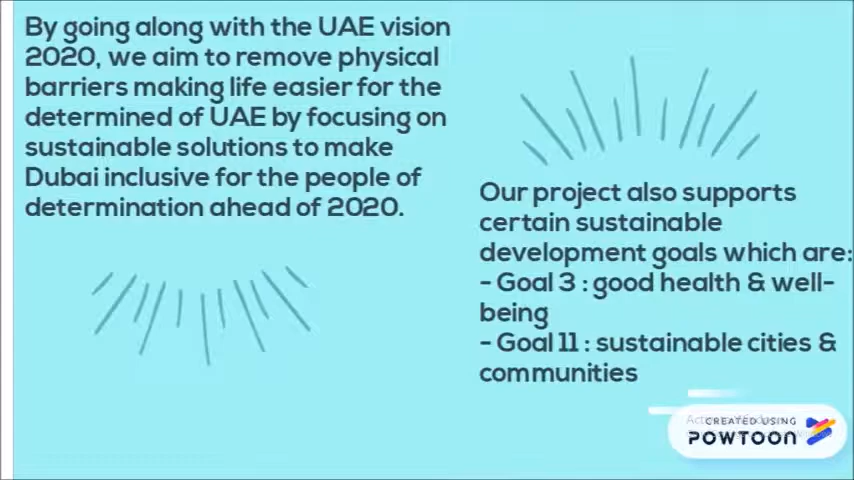 By going along with the UAE vision
2020, we aim to remove physical
barriers making life easier for the
determined of UAE by focusing on
sustainable solutions to make
Dubai inclusive for the people of
determination ahead of 2020.
Our project also supports
certain sustainable
development goals which are:
- Goal 3 : good health & well-
being
- Goal 11 : sustainable cities &
communities
CREATED USING
POWTOON